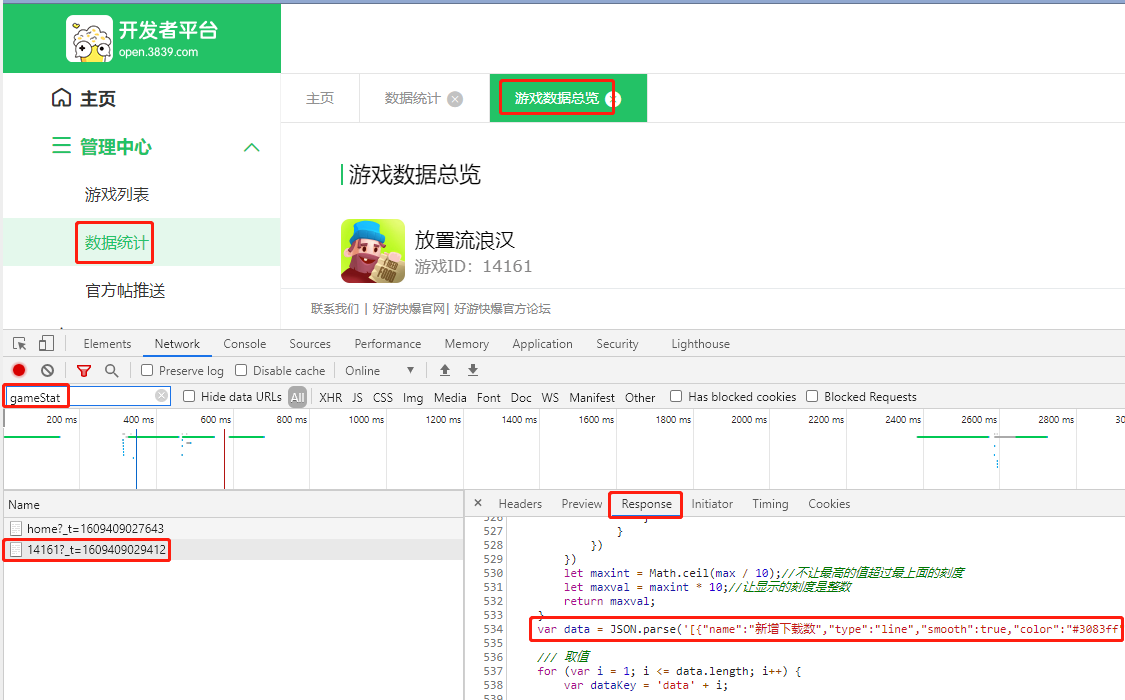 开发者平台
open.3839.com
主页
管理中心
游戏列表
数据统计
官方帖推送
主页 数据统计 游戏数据总览
游戏数据总览
放置流浪汉
游戏ID：14161
联系我们 | 好游快爆官网| 好游快爆官方论坛
Elements Network Console Sources Performance Memory Application Security Lighthouse
Preserve log Disable cache Online
gameStat Hide data URLs All XHR JS CSS Img Media Font Doc WS Manifest Other Has blocked cookies Blocked Requests
200 ms 400 ms 600 ms 800 ms 1000 ms 1200 ms 1400 ms 1600 ms 1800 ms 2000 ms 2200 ms 2400 ms 2600 ms 2800 ms 30
Name
home?_t=1609409027643
14161?_t=1609409029412
Headers Preview Response Initiator Timing Cookies
526 }
527 }
528 })
529 })
530 let maxint = Math.ceil(max / 10);//不让最高的值超过最上面的刻度
531 let maxval = maxint * 10;//让显示的刻度是整数
532 return maxval;
533 }
534 var data = JSON.parse('[{"name":"新增下载数","type":"line","smooth":true,"color":"#3083ff"
535
536 /// 取值
537 for (var i = 1; i <= data.length; i++) {
538 var dataKey = 'data' + i;
539